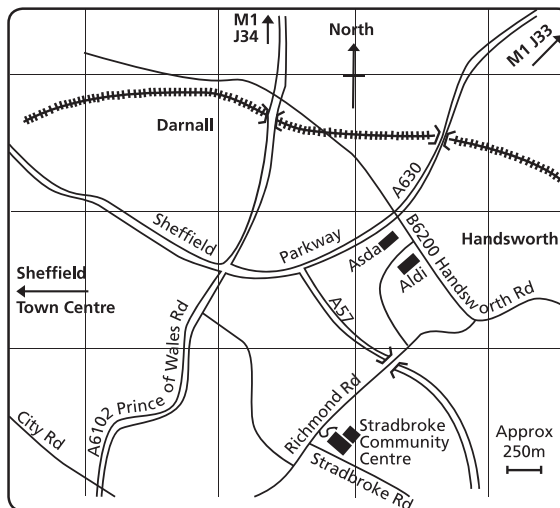 M1
J34
North
M1 J33
Darnall
A630
Sheffield
Parkway
B6200 Handsworth Rd
Handsworth
Asda
Aldi
Sheffield
Town Centre
A57
A6102 Prince of Wales Rd
City Rd
Richmond Rd
Stradbroke
Community
Centre
Stradbroke Rd
Approx
250m